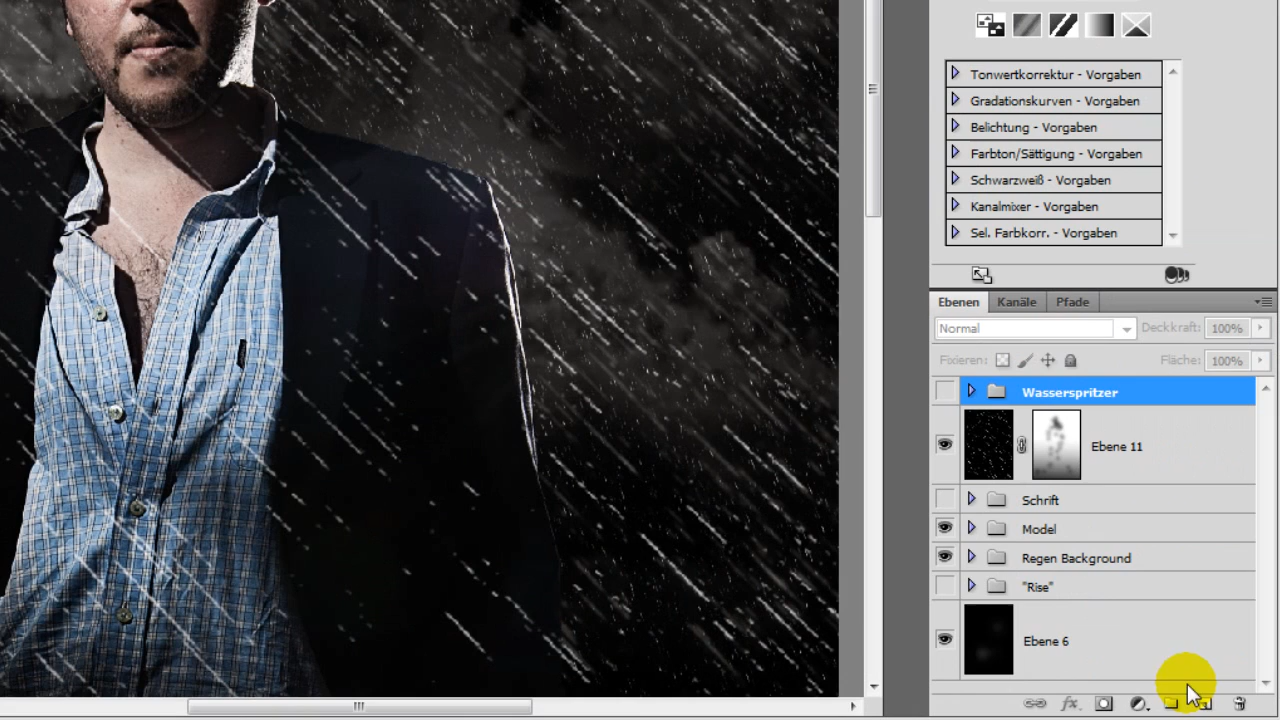 Tonwertkorrektur - Vorgaben
Gradationskurven - Vorgaben
Belichtung - Vorgaben
Farbton/Sättigung - Vorgaben
Schwarzweiß - Vorgaben
Kanalmixer - Vorgaben
Sel. Farbkorr. - Vorgaben
Ebenen Kanäle Pfade
Normal Deckkraft: 100%
Fixieren: Fläche: 100%
Wasserspritzer
Ebene 11
Schrift
Model
Regen Background
"Rise"
Ebene 6
fx.